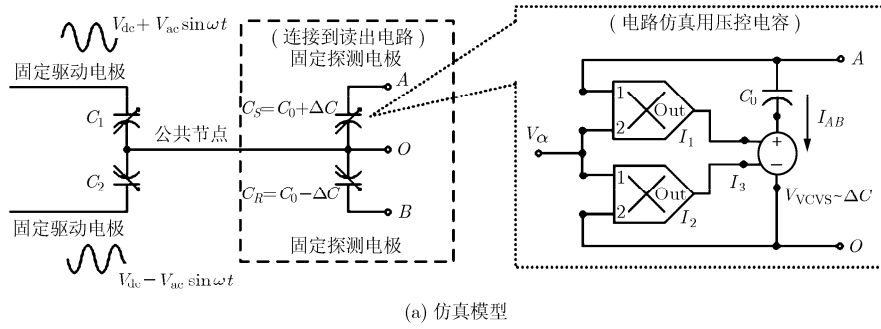 V_dc + V_ac sin ωt
固定驱动电极
C_1
公共节点
C_2
固定驱动电极
V_dc − V_ac sin ωt
(连接到读出电路)
固定探测电极
A
C_S=C_0+ΔC
O
C_R=C_0−ΔC
B
固定探测电极
(电路仿真用压控电容)
A
1
Out
2
I_1
C_0
I_AB
V_α
+
−
1
Out
2
I_2
I_3
V_VCVS~ΔC
O
(a) 仿真模型